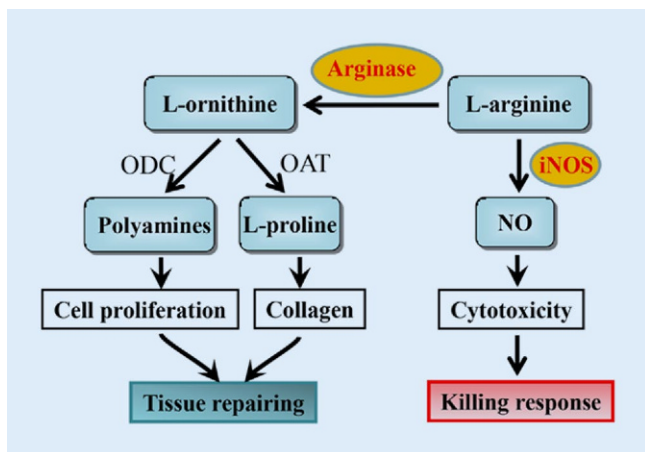 Arginase
L-ornithine
L-arginine
ODC
OAT
iNOS
Polyamines
L-proline
NO
Cell proliferation
Collagen
Cytotoxicity
Tissue repairing
Killing response